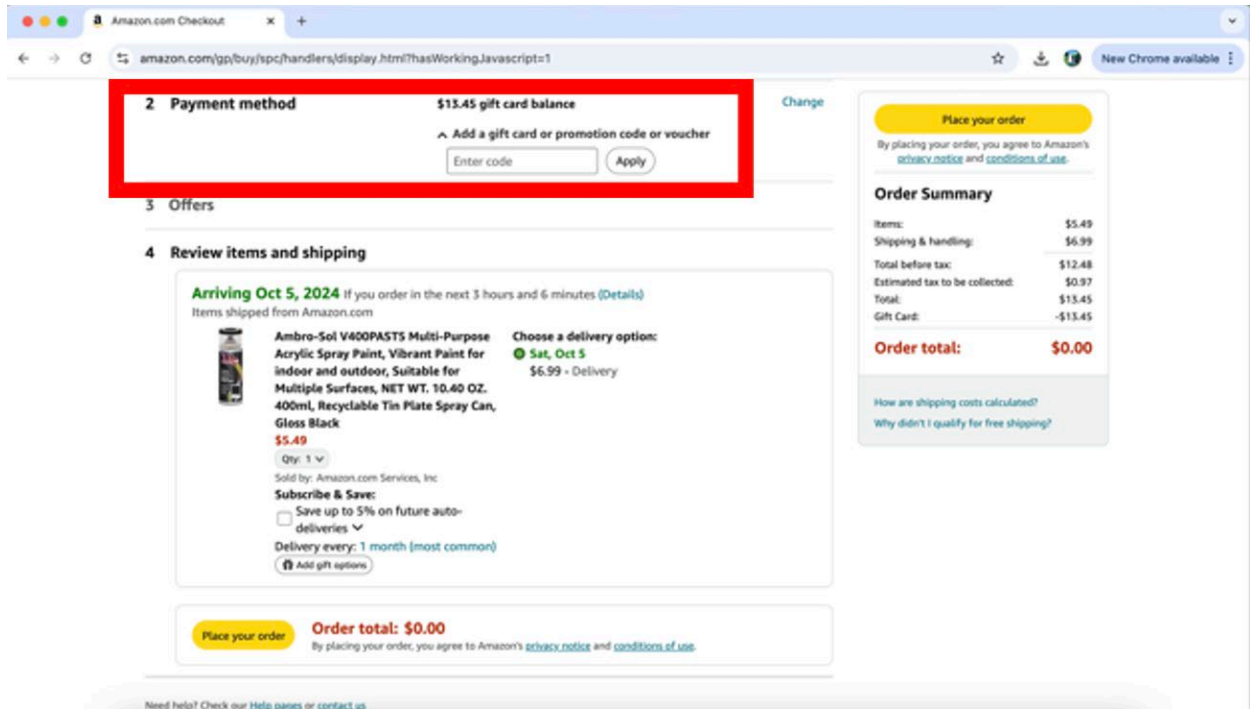 Amazon.com Checkout
amazon.com/gp/buy/spc/handlers/display.html?hasWorkingJavascript=1
New Chrome available
2 Payment method
$13.45 gift card balance
Change
Add a gift card or promotion code or voucher
Enter code
Apply
3 Offers
4 Review items and shipping
Arriving Oct 5, 2024 If you order in the next 3 hours and 6 minutes (Details)
Items shipped from Amazon.com
Ambro-Sol V400PAST5 Multi-Purpose
Acrylic Spray Paint, Vibrant Paint for
indoor and outdoor, Suitable for
Multiple Surfaces, NET WT. 10.40 OZ.
400ml, Recyclable Tin Plate Spray Can,
Gloss Black
$5.49
Qty: 1
Sold by: Amazon.com Services, Inc
Subscribe & Save:
Save up to 5% on future auto-
deliveries
Delivery every: 1 month (most common)
Add gift options
Choose a delivery option:
Sat, Oct 5
$6.99 - Delivery
Place your order
Order total: $0.00
By placing your order, you agree to Amazon's privacy notice and conditions of use.
Need help? Check our Help pages or contact us
Place your order
By placing your order, you agree to Amazon's
privacy notice and conditions of use.
Order Summary
Items: $5.49
Shipping & handling: $6.99
Total before tax: $12.48
Estimated tax to be collected: $0.97
Total: $13.45
Gift Card: -$13.45
Order total: $0.00
How are shipping costs calculated?
Why didn't I qualify for free shipping?